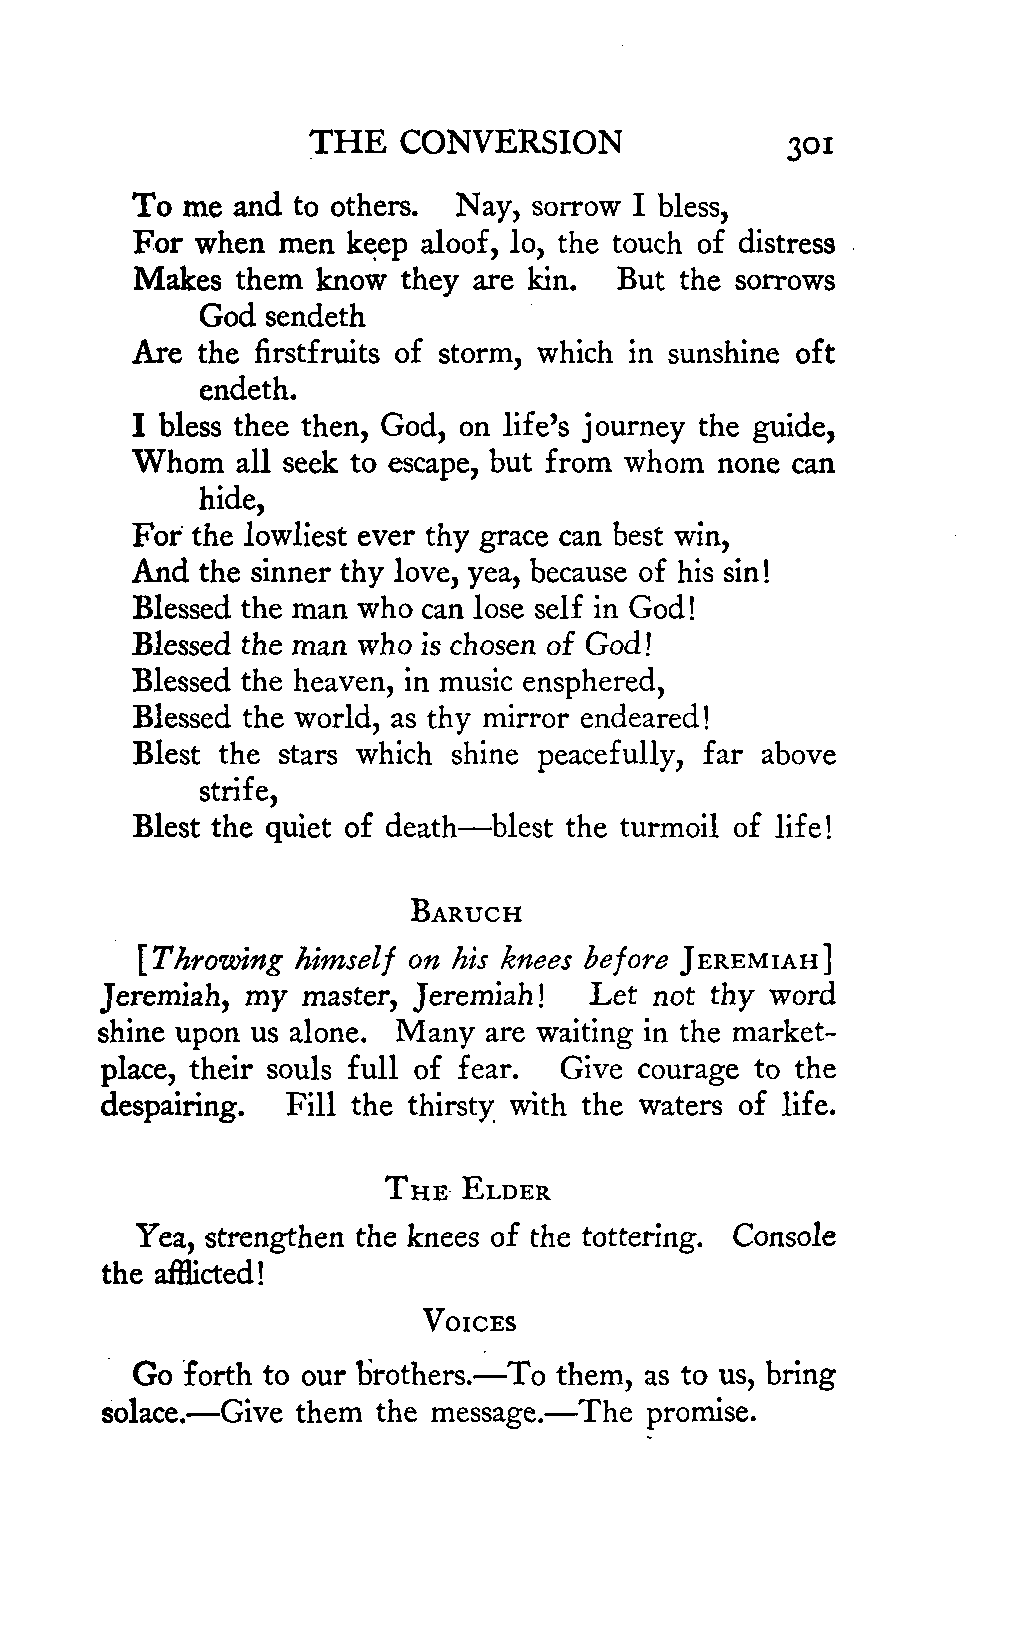 THE CONVERSION 301
To me and to others. Nay, sorrow I bless,
For when men keep aloof, lo, the touch of distress
Makes them know they are kin. But the sorrows
God sendeth
Are the firstfruits of storm, which in sunshine oft
endeth.
I bless thee then, God, on life's journey the guide,
Whom all seek to escape, but from whom none can
hide,
For the lowliest ever thy grace can best win,
And the sinner thy love, yea, because of his sin!
Blessed the man who can lose self in God!
Blessed the man who is chosen of God!
Blessed the heaven, in music ensphered,
Blessed the world, as thy mirror endeared!
Blest the stars which shine peacefully, far above
strife,
Blest the quiet of death—blest the turmoil of life!
BARUCH
[Throwing himself on his knees before JEREMIAH]
Jeremiah, my master, Jeremiah! Let not thy word
shine upon us alone. Many are waiting in the market-
place, their souls full of fear. Give courage to the
despairing. Fill the thirsty with the waters of life.
THE ELDER
Yea, strengthen the knees of the tottering. Console
the afflicted!
VOICES
Go forth to our brothers.—To them, as to us, bring
solace.—Give them the message.—The promise.